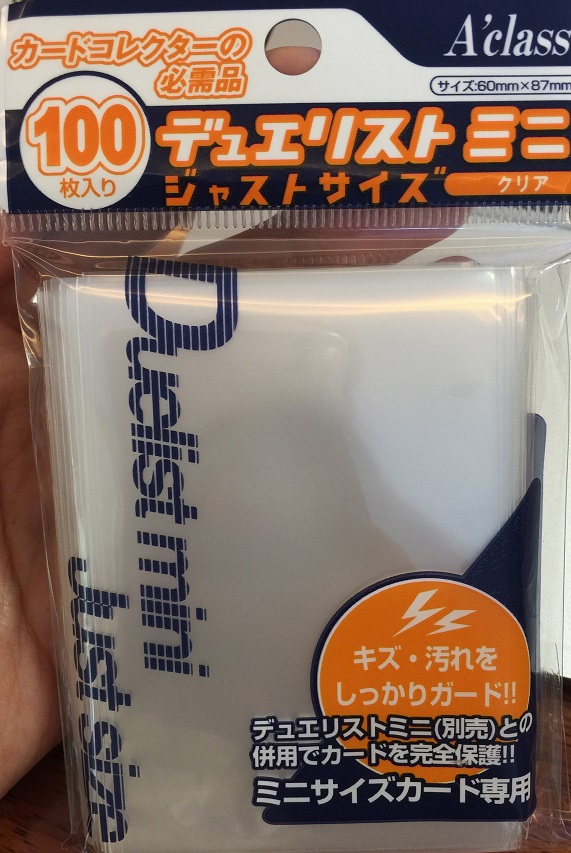 カードコレクターの
必需品
A'class
サイズ:60mm×87mm
100
枚入り
デュエリスト ミニ
ジャストサイズ
クリア
Duelist mini
Just size
キズ・汚れを
しっかりガード!!
デュエリストミニ(別売)との
併用でカードを完全保護!!
ミニサイズカード専用